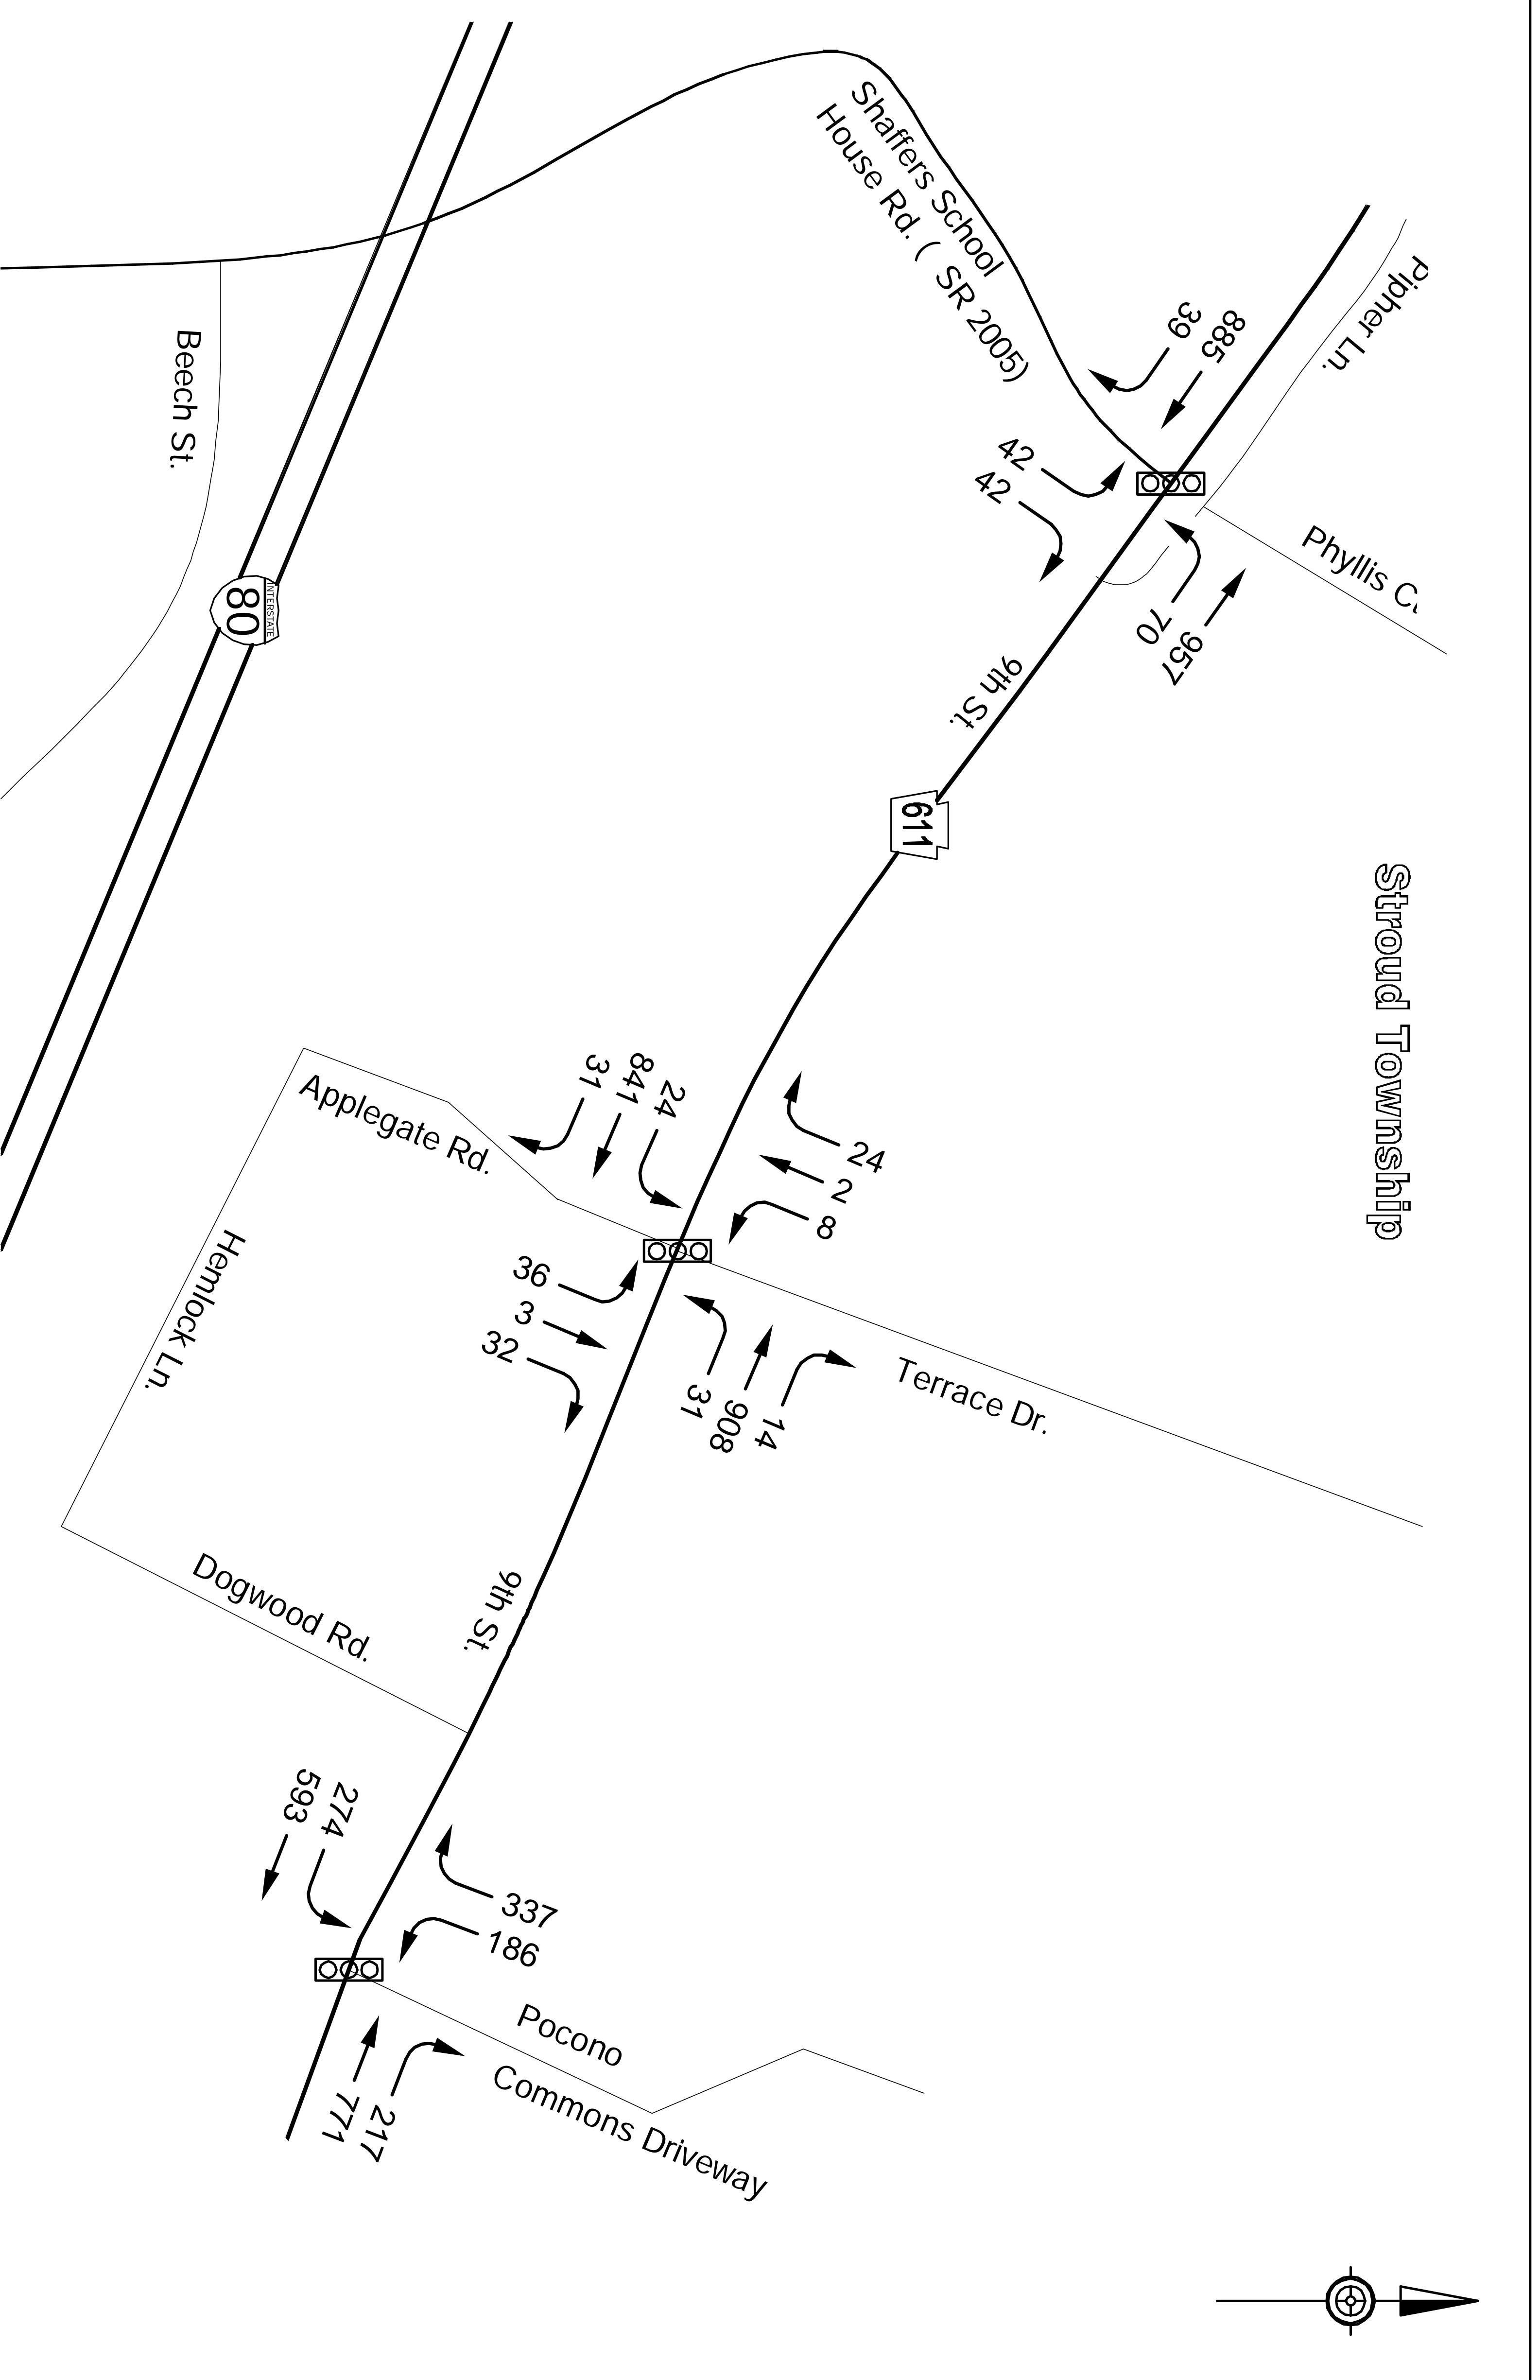 Shaffers School
House Rd. ( SR 2005)
Pipher Ln.
885
39
42
42
Phyllis
70
957
Beech St.
INTERSTATE
80
9th St.
611
Stroud Township
31
841
24
24
2
8
Applegate Rd.
36
3
32
31
908
14
Terrace Dr.
Hemlock Ln.
9th St.
Dogwood Rd.
593
274
337
186
771
217
Pocono
Commons Driveway